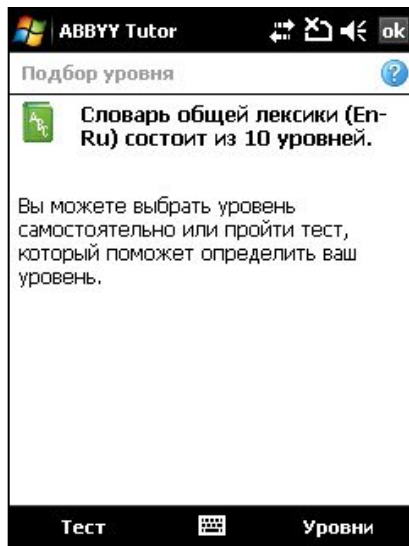 ABBYY Tutor
ok
Подбор уровня
?
ABC
Словарь общей лексики (En-
Ru) состоит из 10 уровней.
Вы можете выбрать уровень
самостоятельно или пройти тест,
который поможет определить ваш
уровень.
Тест
Уровни